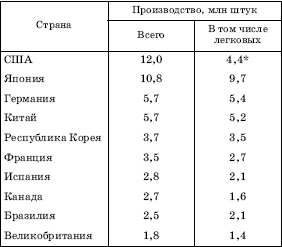 Страна Производство, млн штук
Всего В том числе легковых
США 12,0 4,4*
Япония 10,8 9,7
Германия 5,7 5,4
Китай 5,7 5,2
Республика Корея 3,7 3,5
Франция 3,5 2,7
Испания 2,8 2,1
Канада 2,7 1,6
Бразилия 2,5 2,1
Великобритания 1,8 1,4